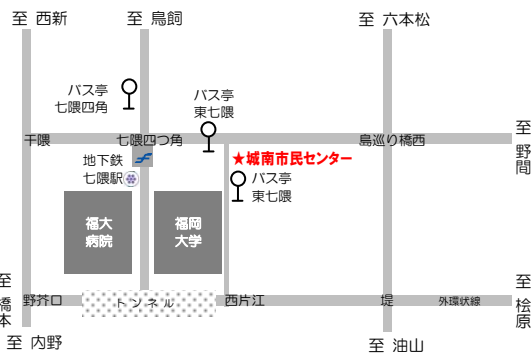 至 西新
至 鳥飼
至 六本松
バス亭
七隈四角
バス亭
東七隈
至
野
間
干隈
七隈四つ角
島巡り橋西
地下鉄
七隈駅
★城南市民センター
バス亭
東七隈
福大
病院
福岡
大学
至
橋
本
野芥口
トンネル
西片江
堤
外環状線
至
桧
原
至 内野
至 油山